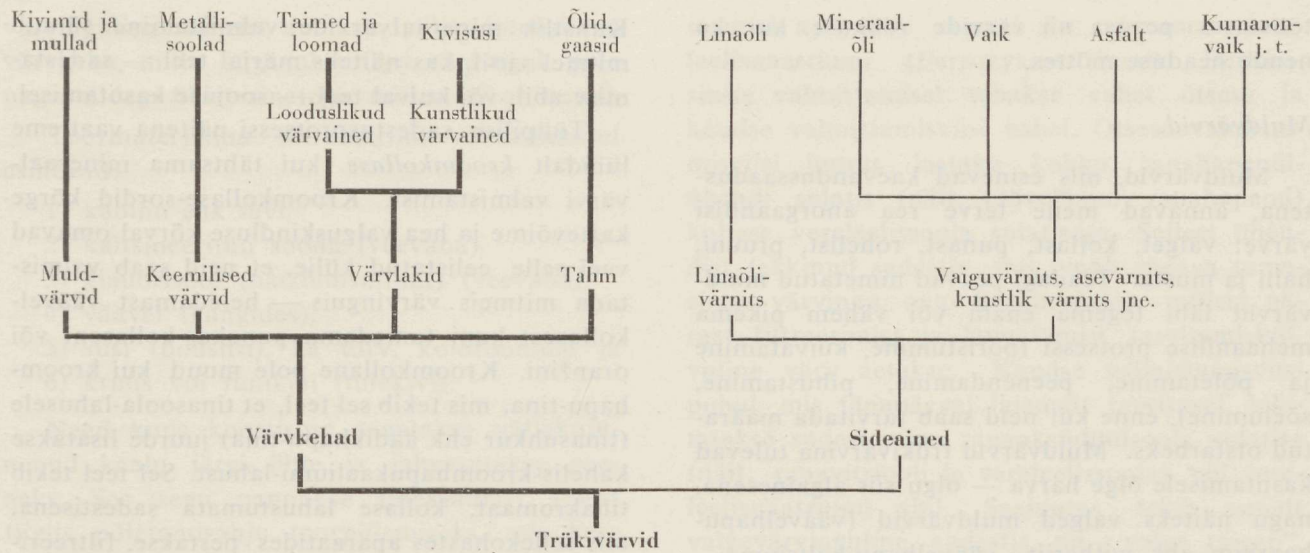 Kivimid ja
mullad
Metalli-
soolad
Taimed ja
loomad
Kivisüsi
Õlid,
gaasid
Linaõli
Mineraal-
õli
Vaik
Asfalt
Kumaron-
vaik j. t.
Looduslikud
värvained
Kunstlikud
värvained
Muld-
värvid
Keemilised
värvid
Värvlakid
Tahm
Linaõli-
värnits
Vaiguvärnits, asevärnits,
kunstlik värnits jne.
Värvkehad
Sideained
Trükivärvid